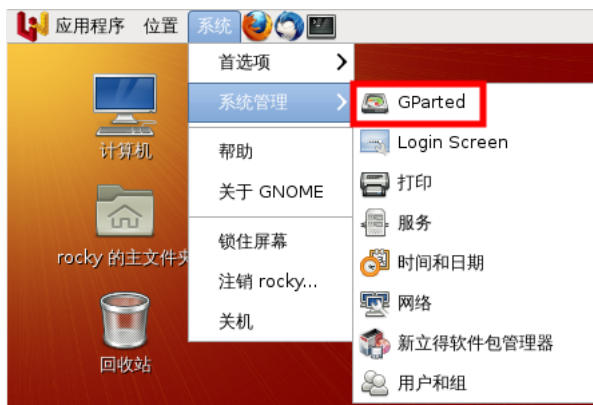 应用程序 位置 系统
首选项
系统管理
帮助
关于 GNOME
锁住屏幕
注销 rocky...
关机
GParted
Login Screen
打印
服务
时间和日期
网络
新立得软件包管理器
用户和组
计算机
rocky 的主文件夹
回收站